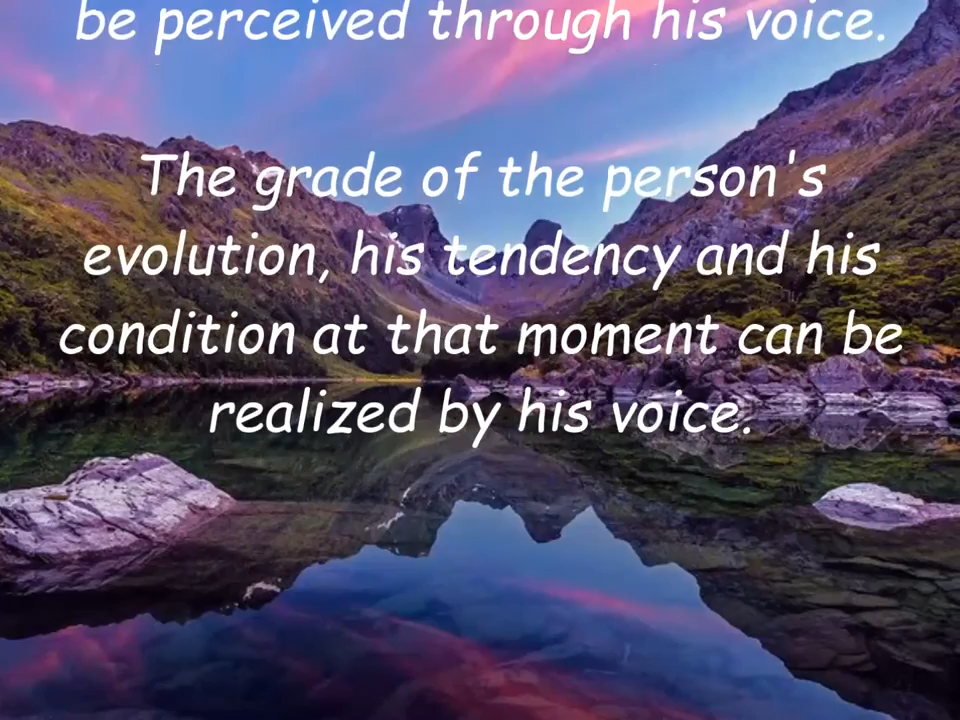 be perceived through his voice.
The grade of the person's
evolution, his tendency and his
condition at that moment can be
realized by his voice.